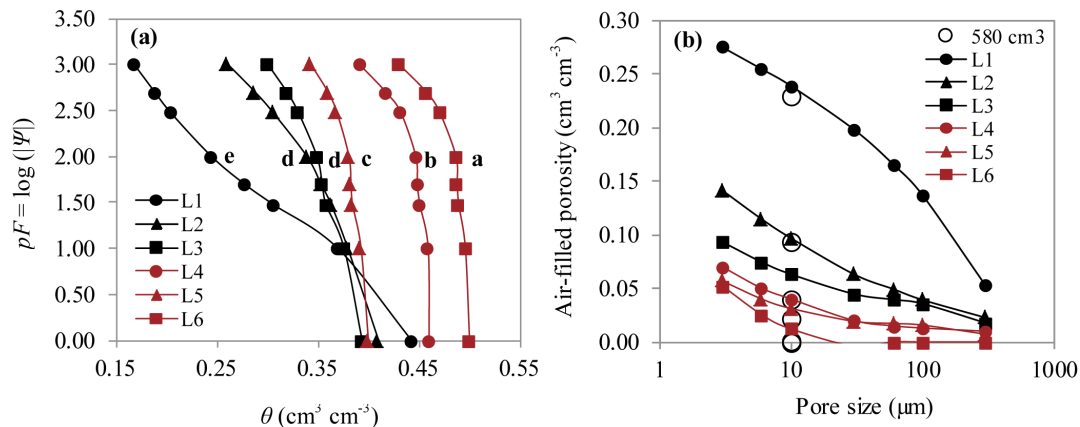 (a)
pF = log (|Ψ|)
3.50
3.00
2.50
2.00
1.50
1.00
0.50
0.00
e
d
d
c
b
a
L1
L2
L3
L4
L5
L6
0.15
0.25
0.35
0.45
0.55
θ (cm³ cm⁻³)
(b)
Air-filled porosity (cm³ cm⁻³)
0.30
0.25
0.20
0.15
0.10
0.05
0.00
580 cm3
L1
L2
L3
L4
L5
L6
1
10
100
1000
Pore size (μm)